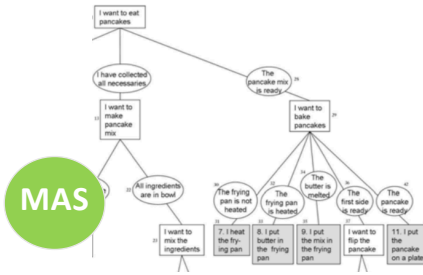 I want to eat
pancakes
I have collected
all necessaries
The
pancake mix
is ready
I want to
make
pancake
mix
I want to
bake
pancakes
MAS
All ingredients
are in bowl
The frying
pan is not
heated
The
frying pan
is heated
The
butter is
melted
The
first side
is ready
The
pancake
is ready
I want to
mix the
ingredients
7. I heat
the fry-
ing pan
8. I put
butter in
the frying
pan
9. I put
the mix in
the frying
pan
I want to
flip the
pancake
11. I put
the
pancake
on a plate